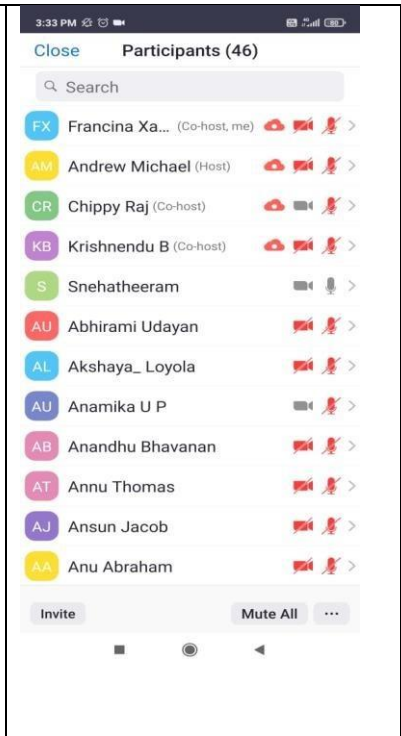 3:33 PM
Close Participants (46)
Search
FX Francina Xa... (Co-host, me)
AM Andrew Michael (Host)
CR Chippy Raj (Co-host)
KB Krishnendu B (Co-host)
S Snehatheeram
AU Abhirami Udayan
AL Akshaya_ Loyola
AU Anamika U P
AB Anandhu Bhavanan
AT Annu Thomas
AJ Ansun Jacob
AA Anu Abraham
Invite Mute All ...